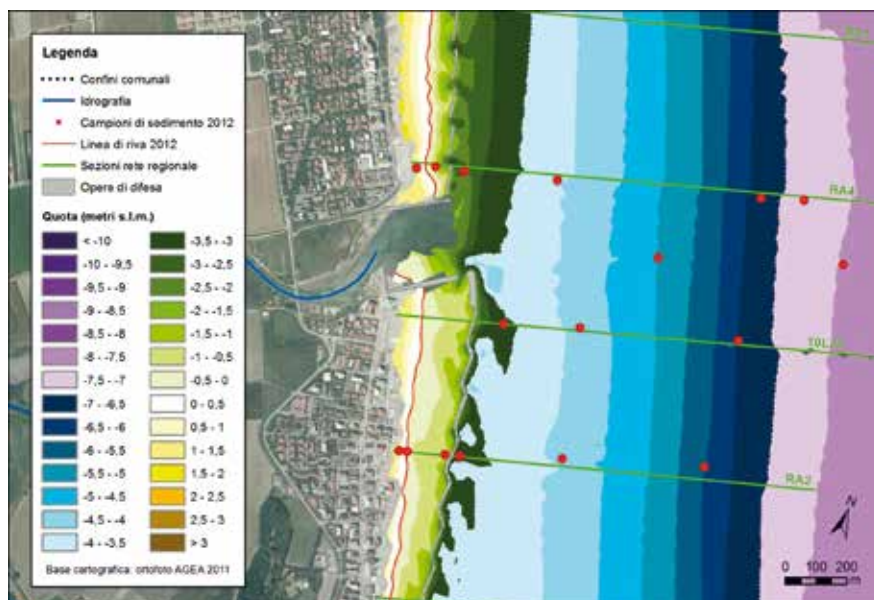 Legenda
Confini comunali
Idrografia
Campioni di sedimento 2012
Linea di riva 2012
Sezioni rete regionale
Opere di difesa
Quota (metri s.l.m.)
< -10
-10 - -9,5
-9,5 - -9
-9 - -8,5
-8,5 - -8
-8 - -7,5
-7,5 - -7
-7 - -6,5
-6,5 - -6
-6 - -5,5
-5,5 - -5
-5 - -4,5
-4,5 - -4
-4 - -3,5
-3,5 - -3
-3 - -2,5
-2,5 - -2
-2 - -1,5
-1,5 - -1
-1 - -0,5
-0,5 - 0
0 - 0,5
0,5 - 1
1 - 1,5
1,5 - 2
2 - 2,5
2,5 - 3
> 3
Base cartografica: ortofoto AGEA 2011
RA4
RA2
N
0 100 200
m